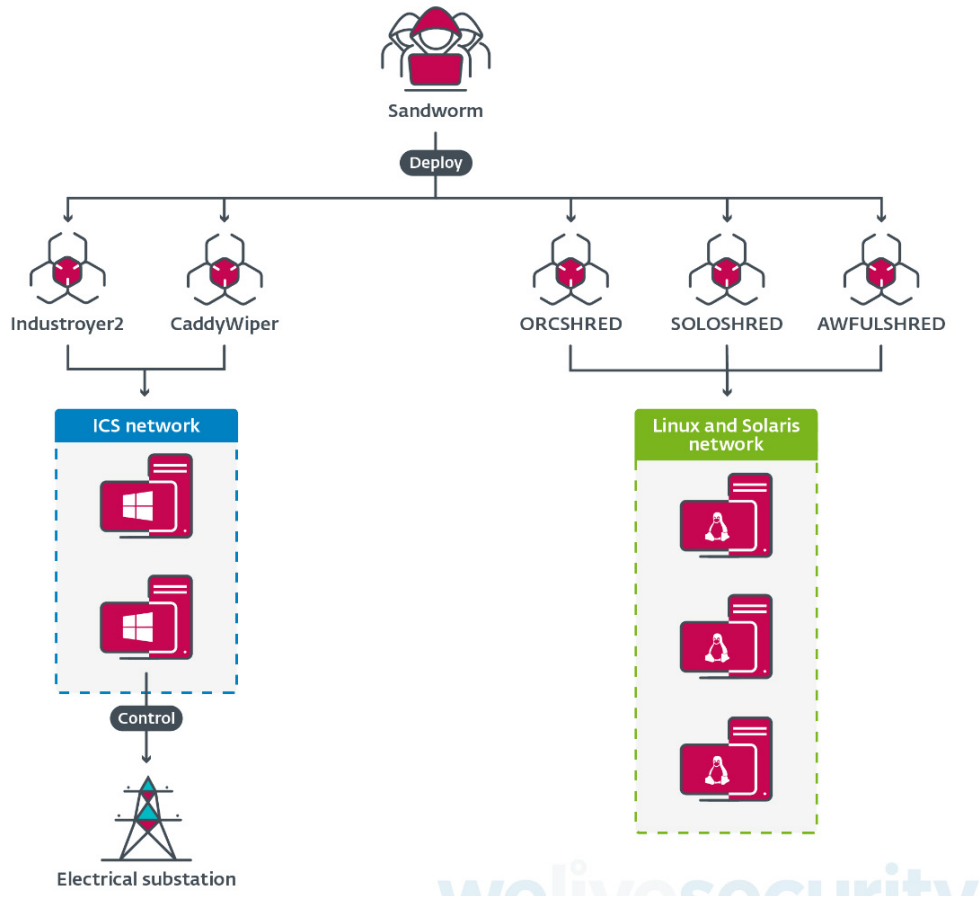 Sandworm
Deploy
Industroyer2
CaddyWiper
ORCSHRED
SOLOSHRED
AWFULSHRED
ICS network
Linux and Solaris
network
Control
Electrical substation
welivesecurity